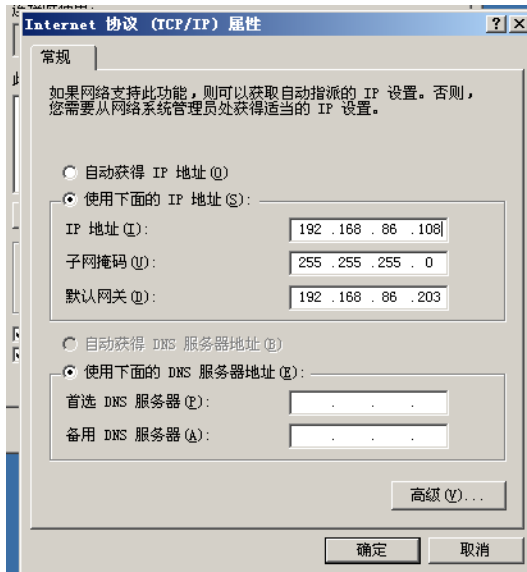 Internet 协议 (TCP/IP) 属性
常规
如果网络支持此功能，则可以获取自动指派的 IP 设置。否则，
您需要从网络系统管理员处获得适当的 IP 设置。
自动获得 IP 地址(O)
使用下面的 IP 地址(S):
IP 地址(I): 192 .168 . 86 .108
子网掩码(U): 255 .255 .255 . 0
默认网关(D): 192 .168 . 86 .203
自动获得 DNS 服务器地址(B)
使用下面的 DNS 服务器地址(E):
首选 DNS 服务器(P): . . .
备用 DNS 服务器(A): . . .
高级(V)...
确定 取消